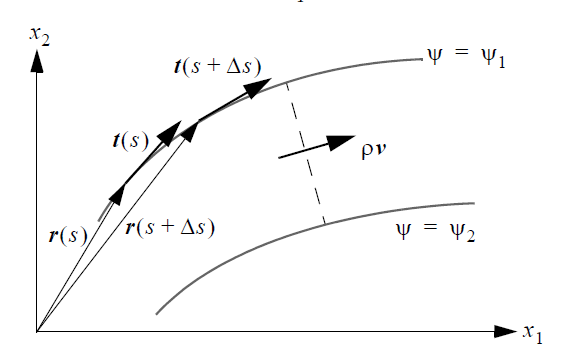 x₂
t(s + Δs)
ψ = ψ₁
t(s)
ρv
r(s)
r(s + Δs)
ψ = ψ₂
x₁